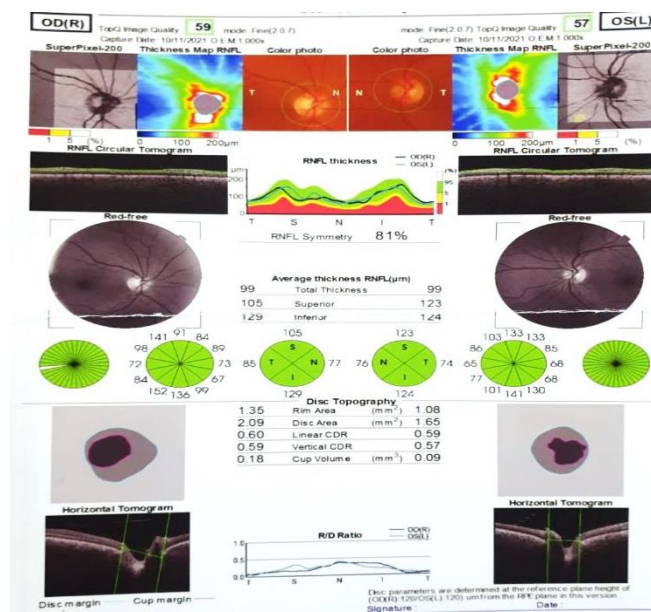 OD(R) TopQ Image Quality 59 mode: Fine(2.0.7) mode: Fine(2.0.7) TopQ Image Quality 57 OS(L)
Capture Date: 10/11/2021 O.E.M:1.000x Capture Date: 10/11/2021 O.E.M:1.000x
SuperPixel-200 Thickness Map RNFL Color photo Color photo Thickness Map RNFL SuperPixel-200
T N N T
1 5 (%) 0 100 200μm 0 100 200μm 1 5 (%)
RNFL Circular Tomogram RNFL thickness RNFL Circular Tomogram
μm OD(R) (%)
OS(L)
200
100 95
5
0 1
T S N I T
RNFL Symmetry 81%
Red-free Red-free
Average thickness RNFL(μm)
99 Total Thickness 99
105 Superior 123
129 Inferior 124
141 91 84 105 123 103 133 133
98 89 S S 86 85
72 73 85 T N 77 76 N T 74 65 68
84 67 I I 77 68
152 136 99 129 124 101 141 130
Disc Topography
1.35 Rim Area (mm²) 1.08
2.09 Disc Area (mm²) 1.65
0.60 Linear CDR 0.59
0.59 Vertical CDR 0.57
0.18 Cup Volume (mm³) 0.09
Horizontal Tomogram Horizontal Tomogram
R/D Ratio OD(R)
OS(L)
1.0
0.5
0.0
T S N I T
Disc margin Cup margin
Disc parameters are determined at the reference plane height of
(OD(R):120/OS(L):120) um from the RPE plane in this version.
Signature : Date :